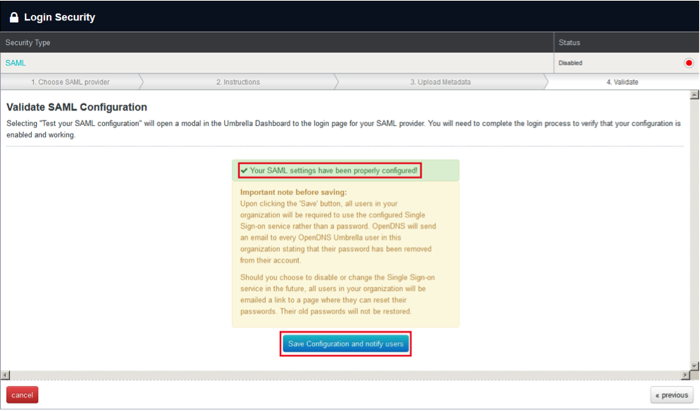 Login Security
Security Type Status
SAML Disabled
1. Choose SAML provider 2. Instructions 3. Upload Metadata 4. Validate
Validate SAML Configuration
Selecting "Test your SAML configuration" will open a modal in the Umbrella Dashboard to the login page for your SAML provider. You will need to complete the login process to verify that your configuration is
enabled and working.
✔ Your SAML settings have been properly configured!
Important note before saving:
Upon clicking the 'Save' button, all users in your
organization will be required to use the configured Single
Sign-on service rather than a password. OpenDNS will send
an email to every OpenDNS Umbrella user in this
organization stating that their password has been removed
from their account.
Should you choose to disable or change the Single Sign-on
service in the future, all users in your organization will be
emailed a link to a page where they can reset their
passwords. Their old passwords will not be restored.
Save Configuration and notify users
cancel « previous